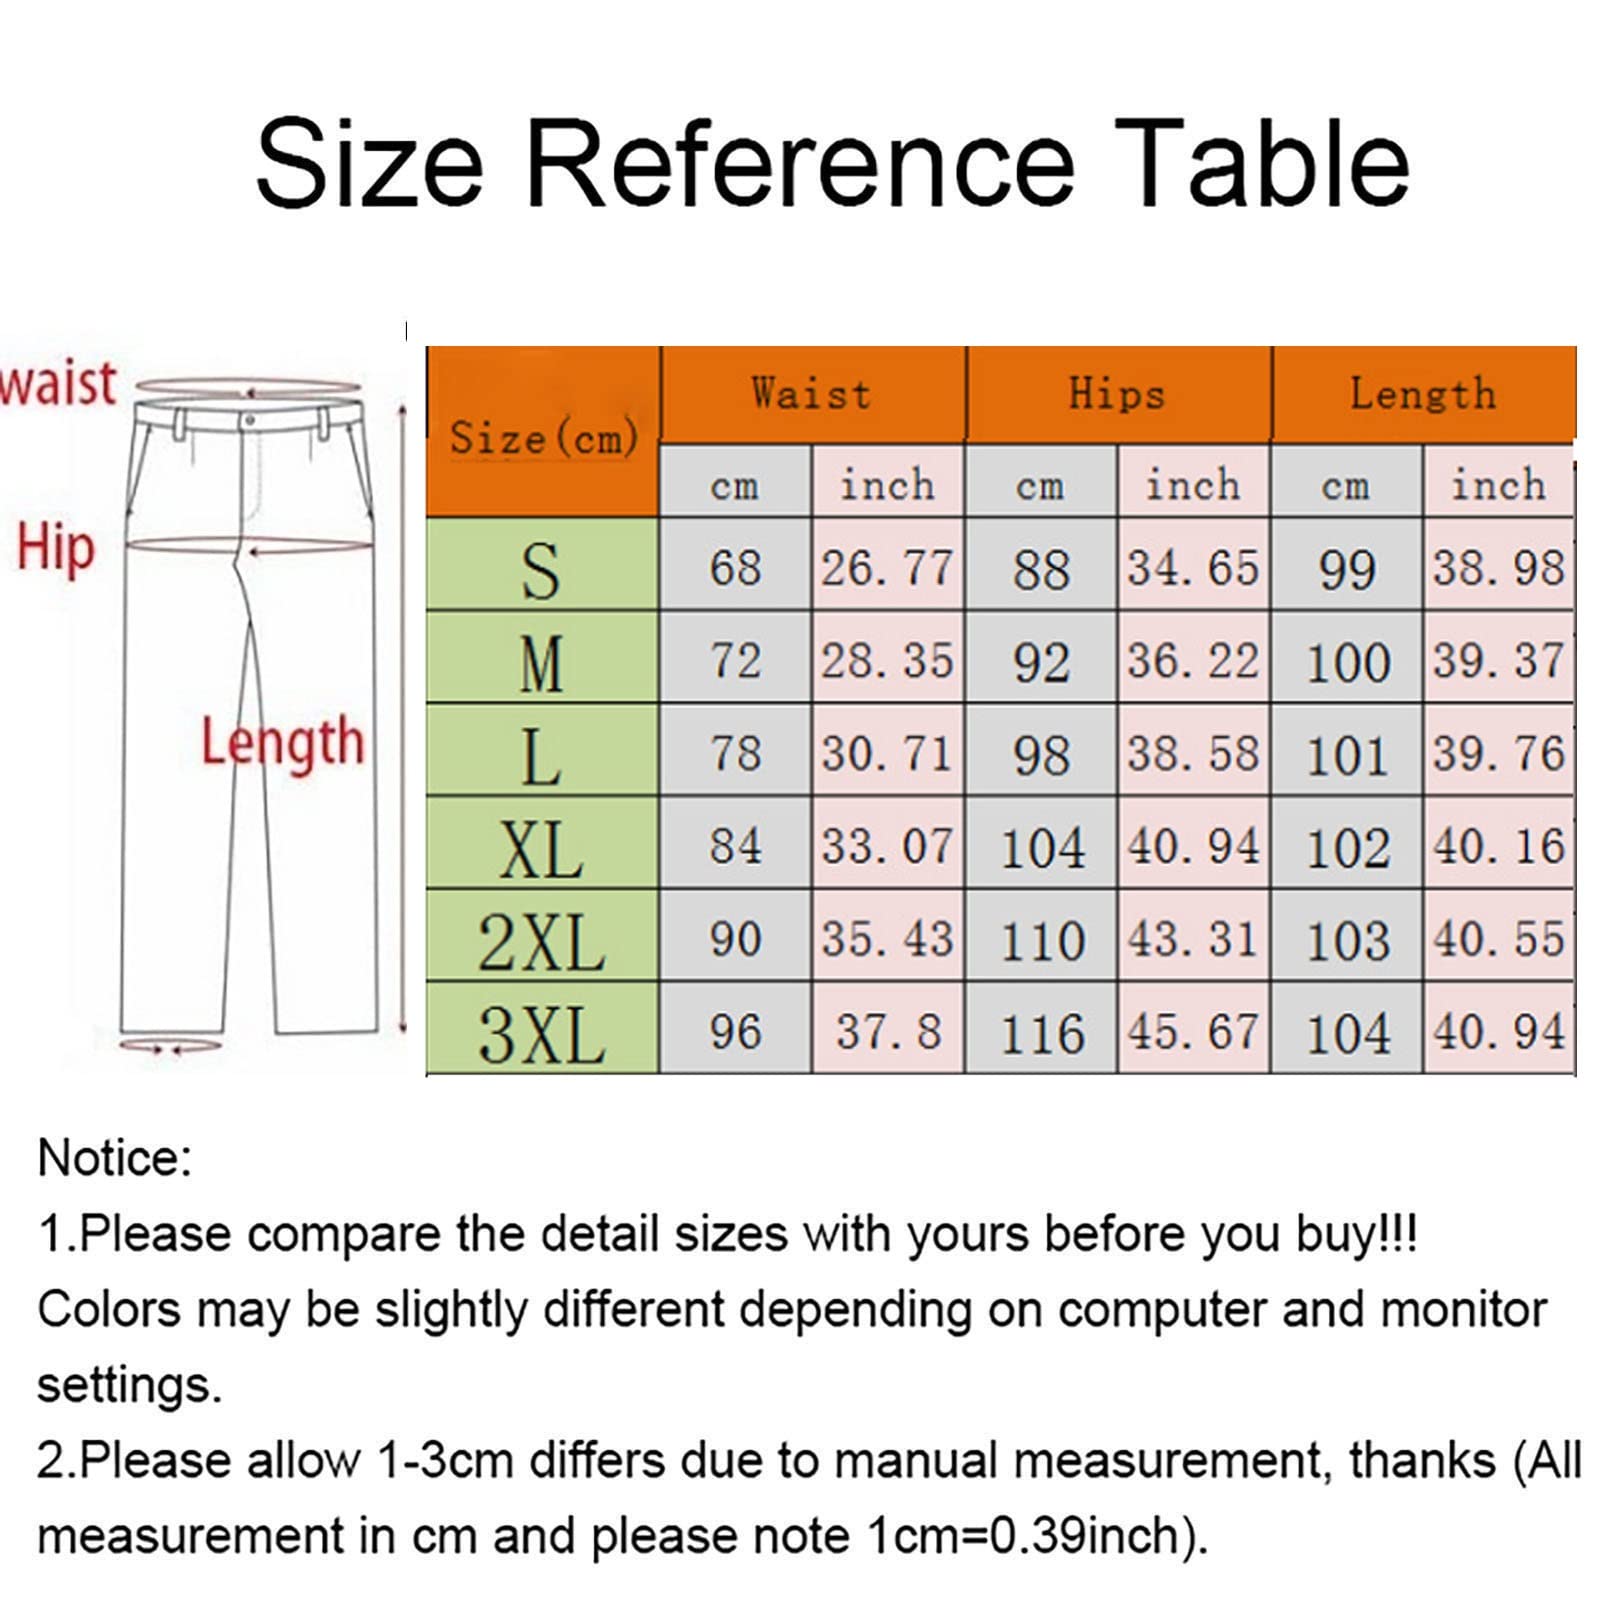 Size Reference Table
waist
Hip
Length
Size(cm) Waist Hips Length
cm inch cm inch cm inch
S 68 26.77 88 34.65 99 38.98
M 72 28.35 92 36.22 100 39.37
L 78 30.71 98 38.58 101 39.76
XL 84 33.07 104 40.94 102 40.16
2XL 90 35.43 110 43.31 103 40.55
3XL 96 37.8 116 45.67 104 40.94
Notice:
1.Please compare the detail sizes with yours before you buy!!!
Colors may be slightly different depending on computer and monitor
settings.
2.Please allow 1-3cm differs due to manual measurement, thanks (All
measurement in cm and please note 1cm=0.39inch).